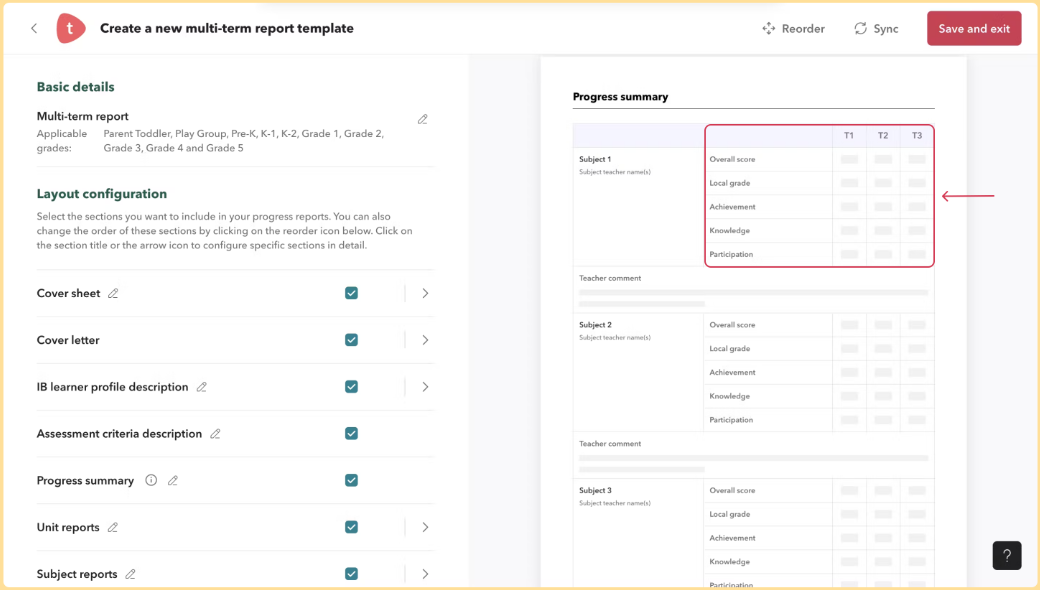 t Create a new multi-term report template Reorder Sync Save and exit
Basic details
Multi-term report
Applicable grades: Parent Toddler, Play Group, Pre-K, K-1, K-2, Grade 1, Grade 2,
Grade 3, Grade 4 and Grade 5
Layout configuration
Select the sections you want to include in your progress reports. You can also
change the order of these sections by clicking on the reorder icon below. Click on
the section title or the arrow icon to configure specific sections in detail.
Cover sheet
Cover letter
IB learner profile description
Assessment criteria description
Progress summary
Unit reports
Subject reports
Progress summary
T1 T2 T3
Subject 1 Overall score
Subject teacher name(s)
Local grade
Achievement
Knowledge
Participation
Teacher comment
Subject 2 Overall score
Subject teacher name(s)
Local grade
Achievement
Knowledge
Participation
Teacher comment
Subject 3 Overall score
Subject teacher name(s)
Local grade
Achievement
Knowledge
Participation
?